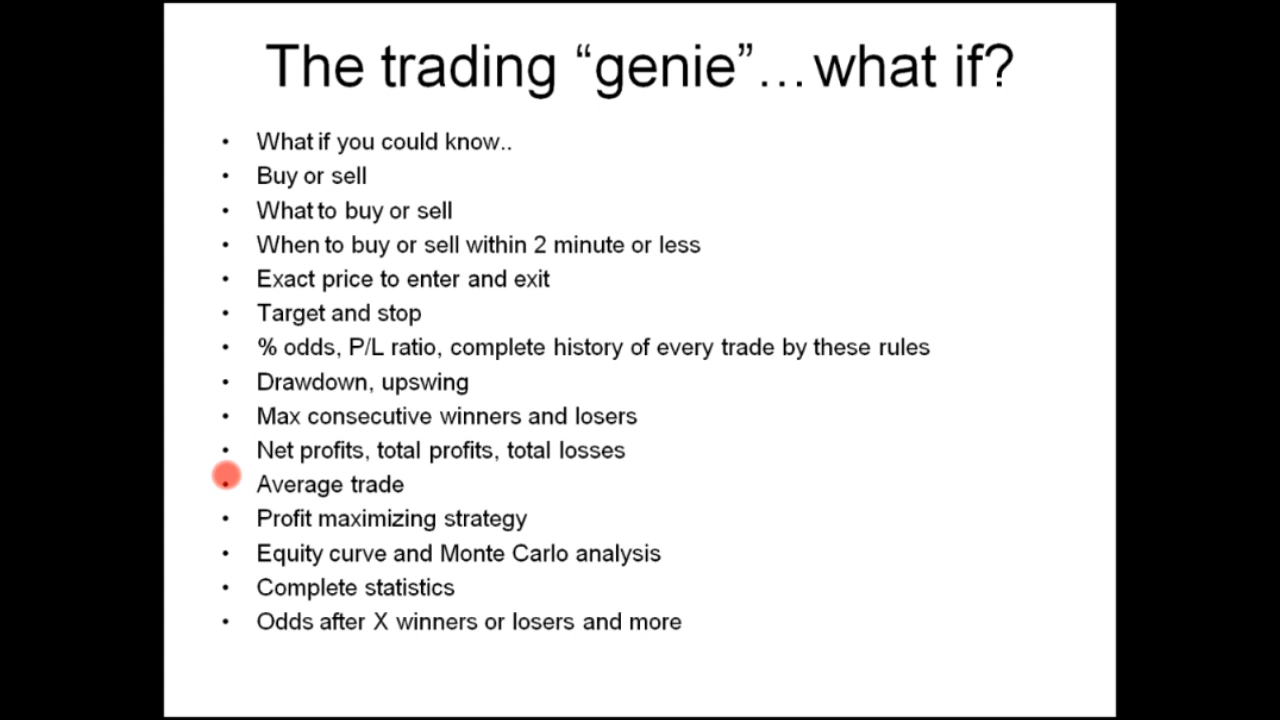 The trading “genie”…what if?
• What if you could know..
• Buy or sell
• What to buy or sell
• When to buy or sell within 2 minute or less
• Exact price to enter and exit
• Target and stop
• % odds, P/L ratio, complete history of every trade by these rules
• Drawdown, upswing
• Max consecutive winners and losers
• Net profits, total profits, total losses
• Average trade
• Profit maximizing strategy
• Equity curve and Monte Carlo analysis
• Complete statistics
• Odds after X winners or losers and more